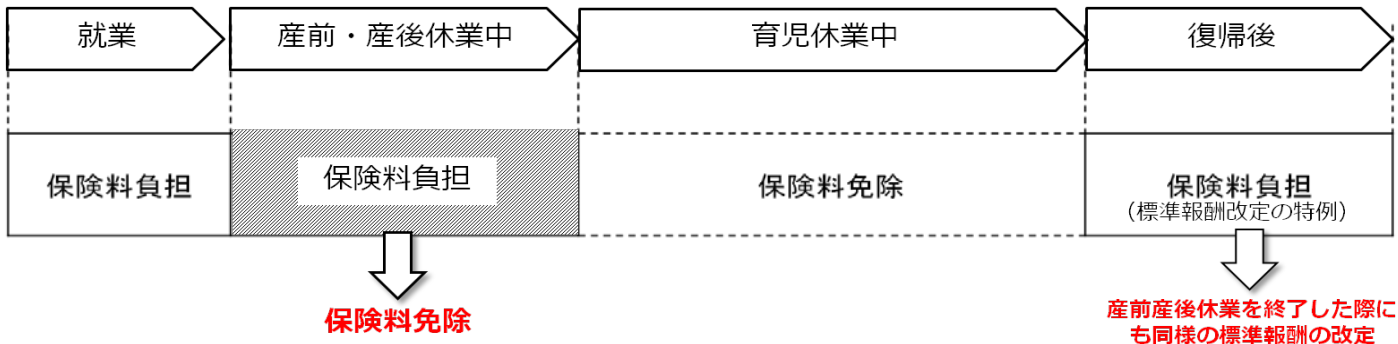 就業
産前・産後休業中
育児休業中
復帰後
保険料負担
保険料負担
保険料免除
保険料負担
（標準報酬改定の特例）
保険料免除
産前産後休業を終了した際に
も同様の標準報酬の改定